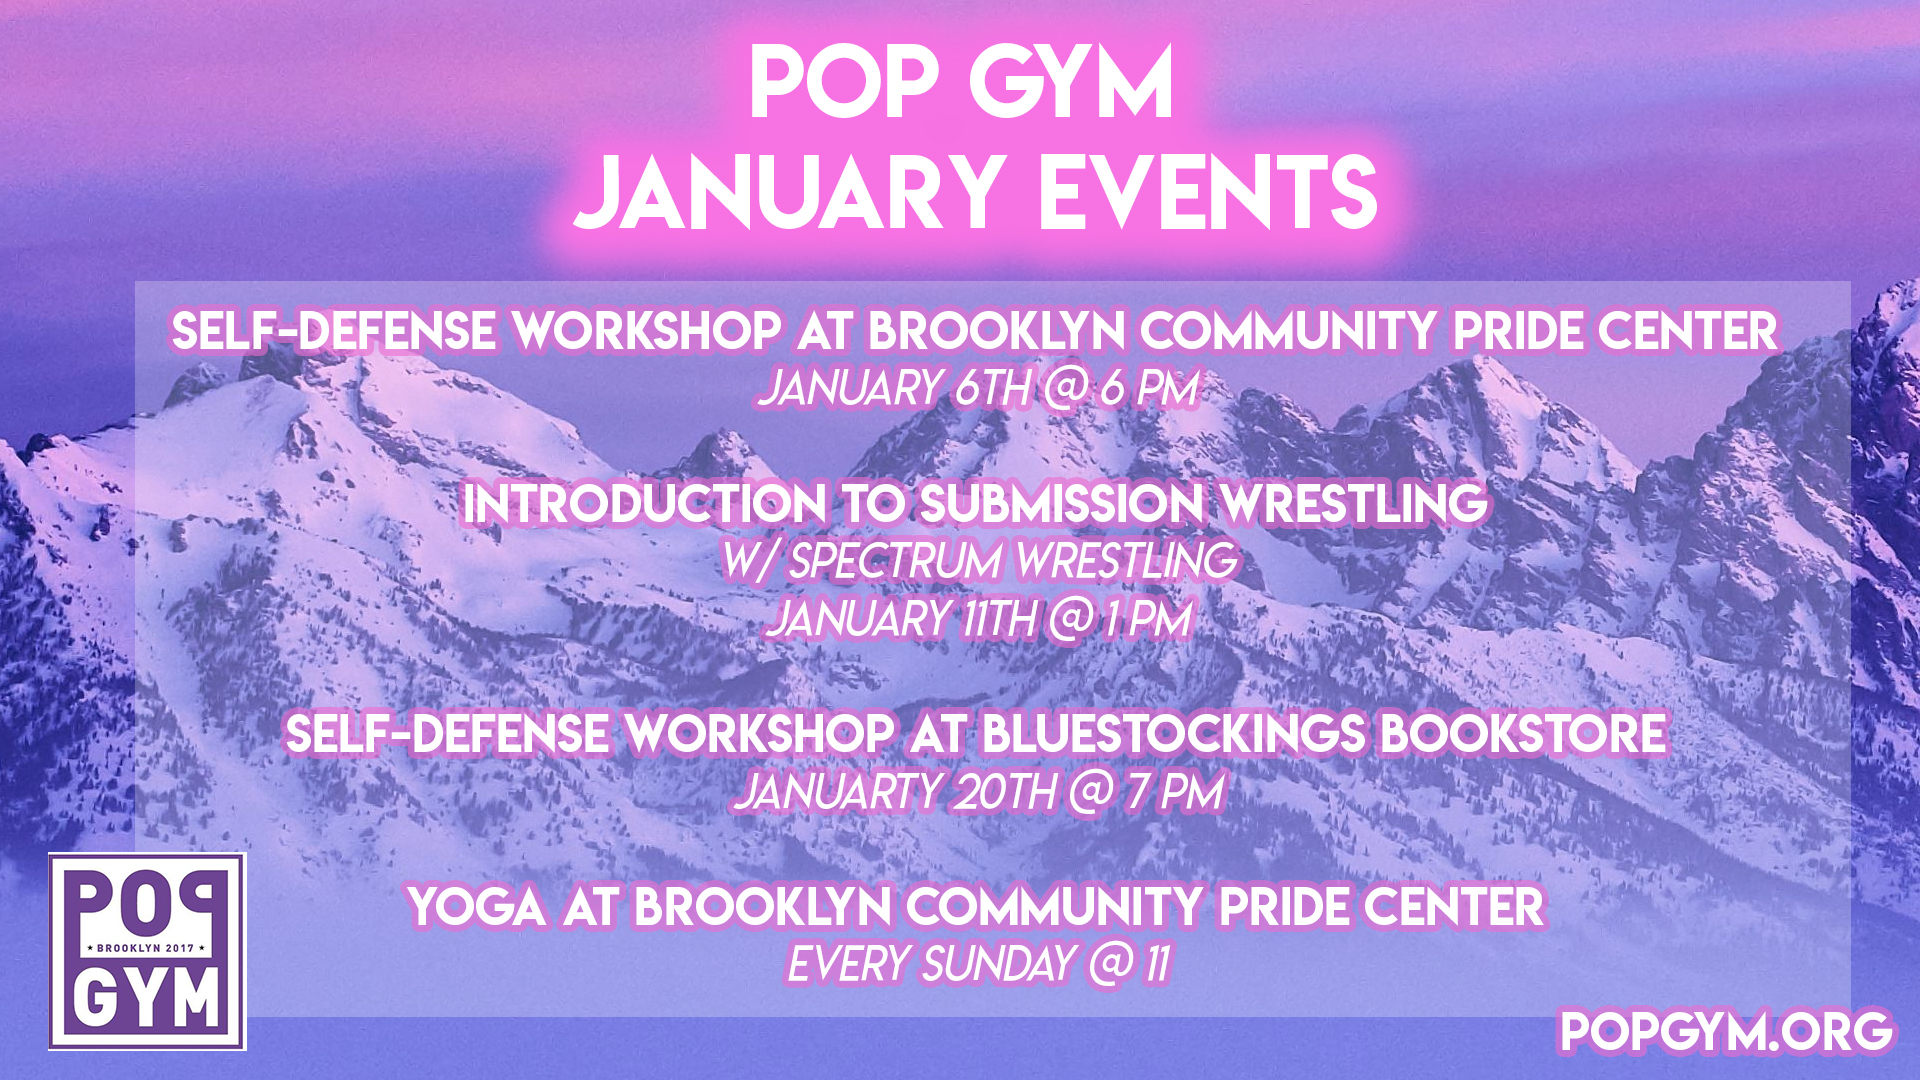 POP GYM
JANUARY EVENTS
SELF-DEFENSE WORKSHOP AT BROOKLYN COMMUNITY PRIDE CENTER
JANUARY 6TH @ 6 PM
INTRODUCTION TO SUBMISSION WRESTLING
W/ SPECTRUM WRESTLING
JANUARY 11TH @ 1 PM
SELF-DEFENSE WORKSHOP AT BLUESTOCKINGS BOOKSTORE
JANUARTY 20TH @ 7 PM
YOGA AT BROOKLYN COMMUNITY PRIDE CENTER
EVERY SUNDAY @ 11
POP
★ BROOKLYN 2017 ★
GYM
POPGYM.ORG